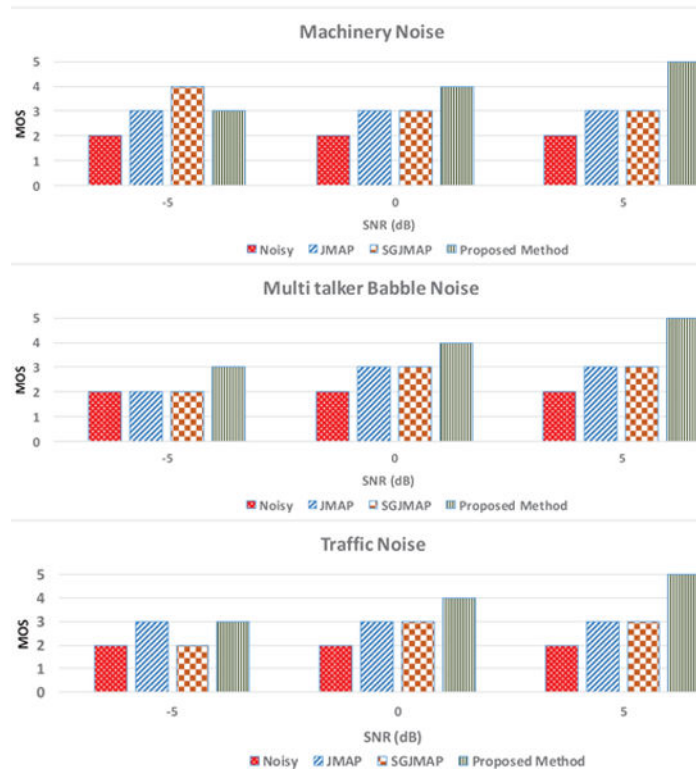 Machinery Noise
5
4
3
2
1
0
MOS
-5 0 5
SNR (dB)
Noisy JMAP SGJMAP Proposed Method
Multi talker Babble Noise
5
4
3
2
1
0
MOS
-5 0 5
SNR (dB)
Noisy JMAP SGJMAP Proposed Method
Traffic Noise
5
4
3
2
1
0
MOS
-5 0 5
SNR (dB)
Noisy JMAP SGJMAP Proposed Method